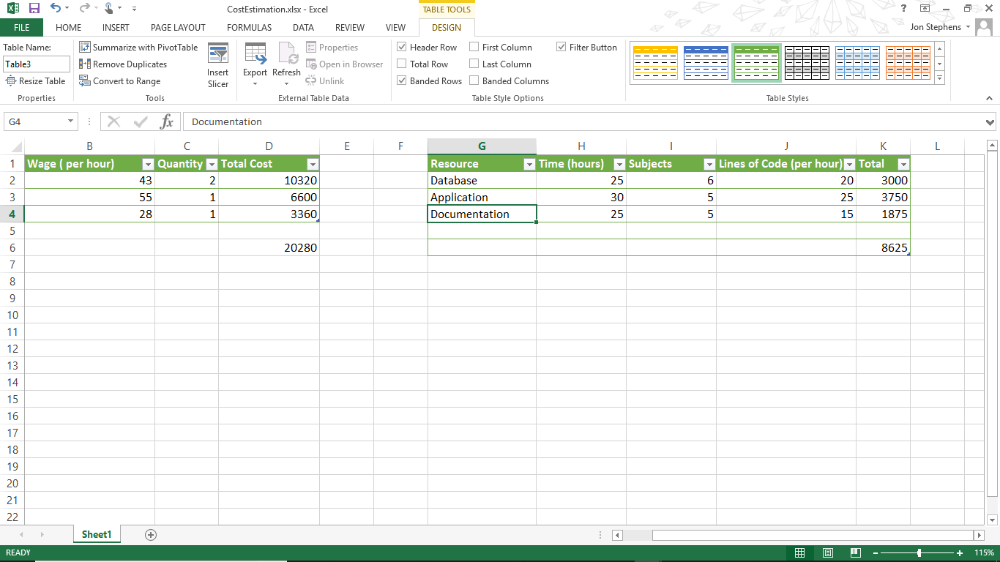 CostEstimation.xlsx - Excel
TABLE TOOLS
?
FILE HOME INSERT PAGE LAYOUT FORMULAS DATA REVIEW VIEW DESIGN Jon Stephens
Table Name:
Table3
Resize Table
Properties
Summarize with PivotTable
Remove Duplicates
Convert to Range
Insert
Slicer
Tools
Export
Refresh
Properties
Open in Browser
Unlink
External Table Data
Header Row
Total Row
Banded Rows
First Column
Last Column
Banded Columns
Filter Button
Table Style Options
Table Styles
G4
fx
Documentation
B C D E F G H I J K L
1 Wage ( per hour) Quantity Total Cost Resource Time (hours) Subjects Lines of Code (per hour) Total
2 43 2 10320 Database 25 6 20 3000
3 55 1 6600 Application 30 5 25 3750
4 28 1 3360 Documentation 25 5 15 1875
5
6 20280 8625
7
8
9
10
11
12
13
14
15
16
17
18
19
20
21
22
Sheet1
READY
115%